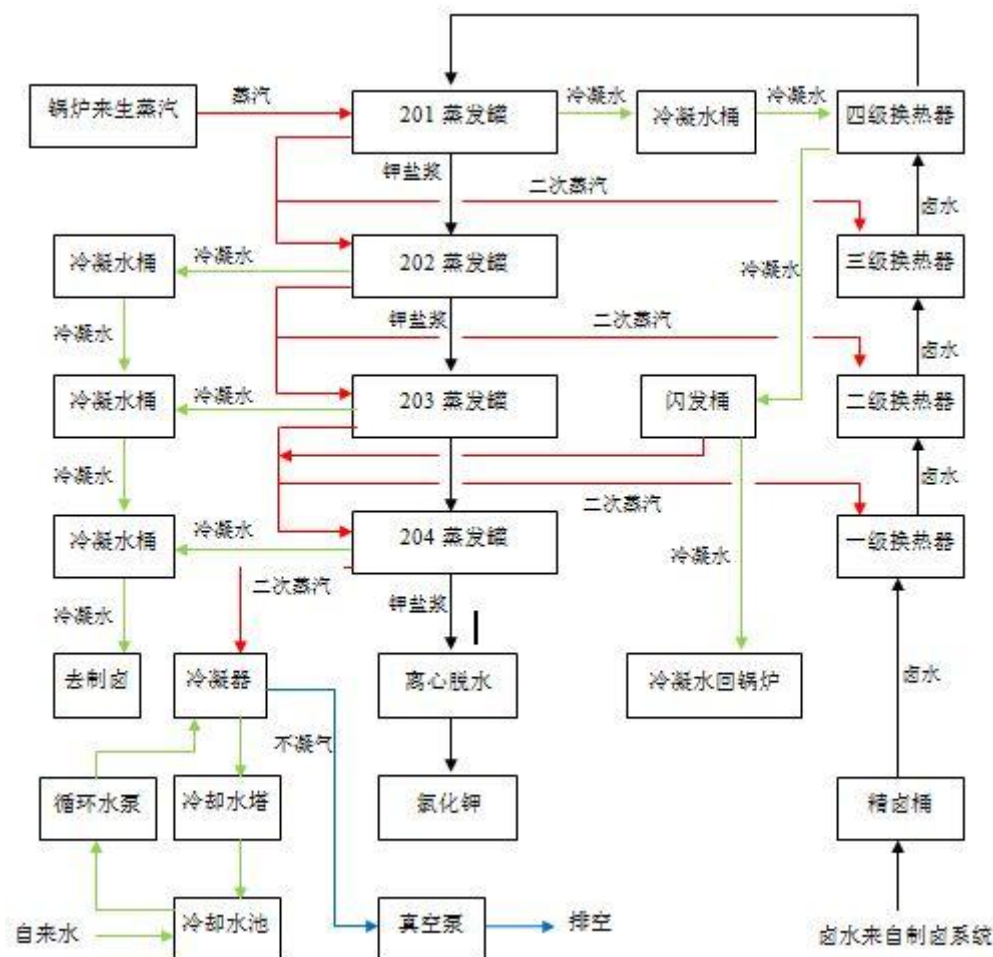 蒸汽
冷凝水
冷凝水
锅炉来生蒸汽
201 蒸发罐
冷凝水桶
四级换热器
钾盐浆
二次蒸汽
卤水
冷凝水桶
冷凝水
202 蒸发罐
冷凝水
三级换热器
冷凝水
钾盐浆
二次蒸汽
卤水
冷凝水桶
冷凝水
203 蒸发罐
闪发桶
二级换热器
冷凝水
二次蒸汽
卤水
冷凝水桶
冷凝水
204 蒸发罐
冷凝水
一级换热器
冷凝水
二次蒸汽
钾盐浆
去制卤
冷凝器
离心脱水
冷凝水回锅炉
卤水
不凝气
循环水泵
冷却水塔
氯化钾
精卤桶
自来水
冷却水池
真空泵
排空
卤水来自制卤系统